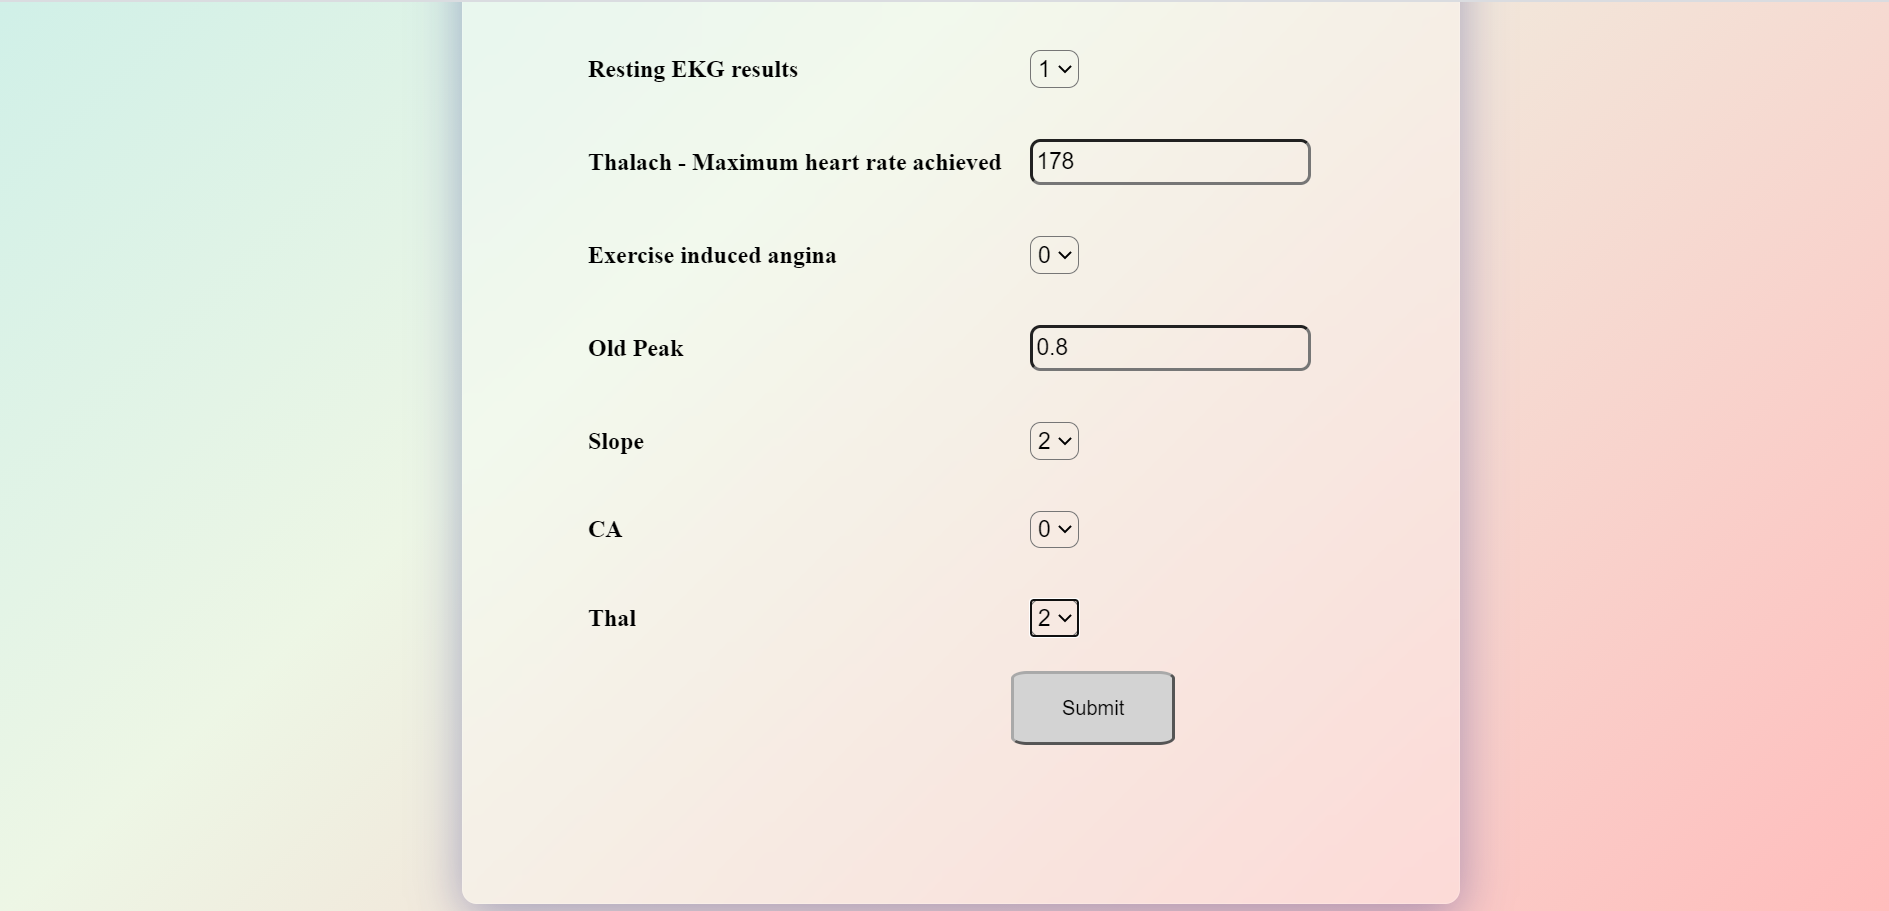 Resting EKG results 1
Thalach - Maximum heart rate achieved 178
Exercise induced angina 0
Old Peak 0.8
Slope 2
CA 0
Thal 2
Submit